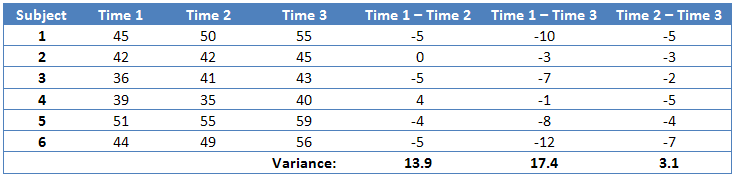 Subject Time 1 Time 2 Time 3 Time 1 – Time 2 Time 1 – Time 3 Time 2 – Time 3
1 45 50 55 -5 -10 -5
2 42 42 45 0 -3 -3
3 36 41 43 -5 -7 -2
4 39 35 40 4 -1 -5
5 51 55 59 -4 -8 -4
6 44 49 56 -5 -12 -7
Variance: 13.9 17.4 3.1